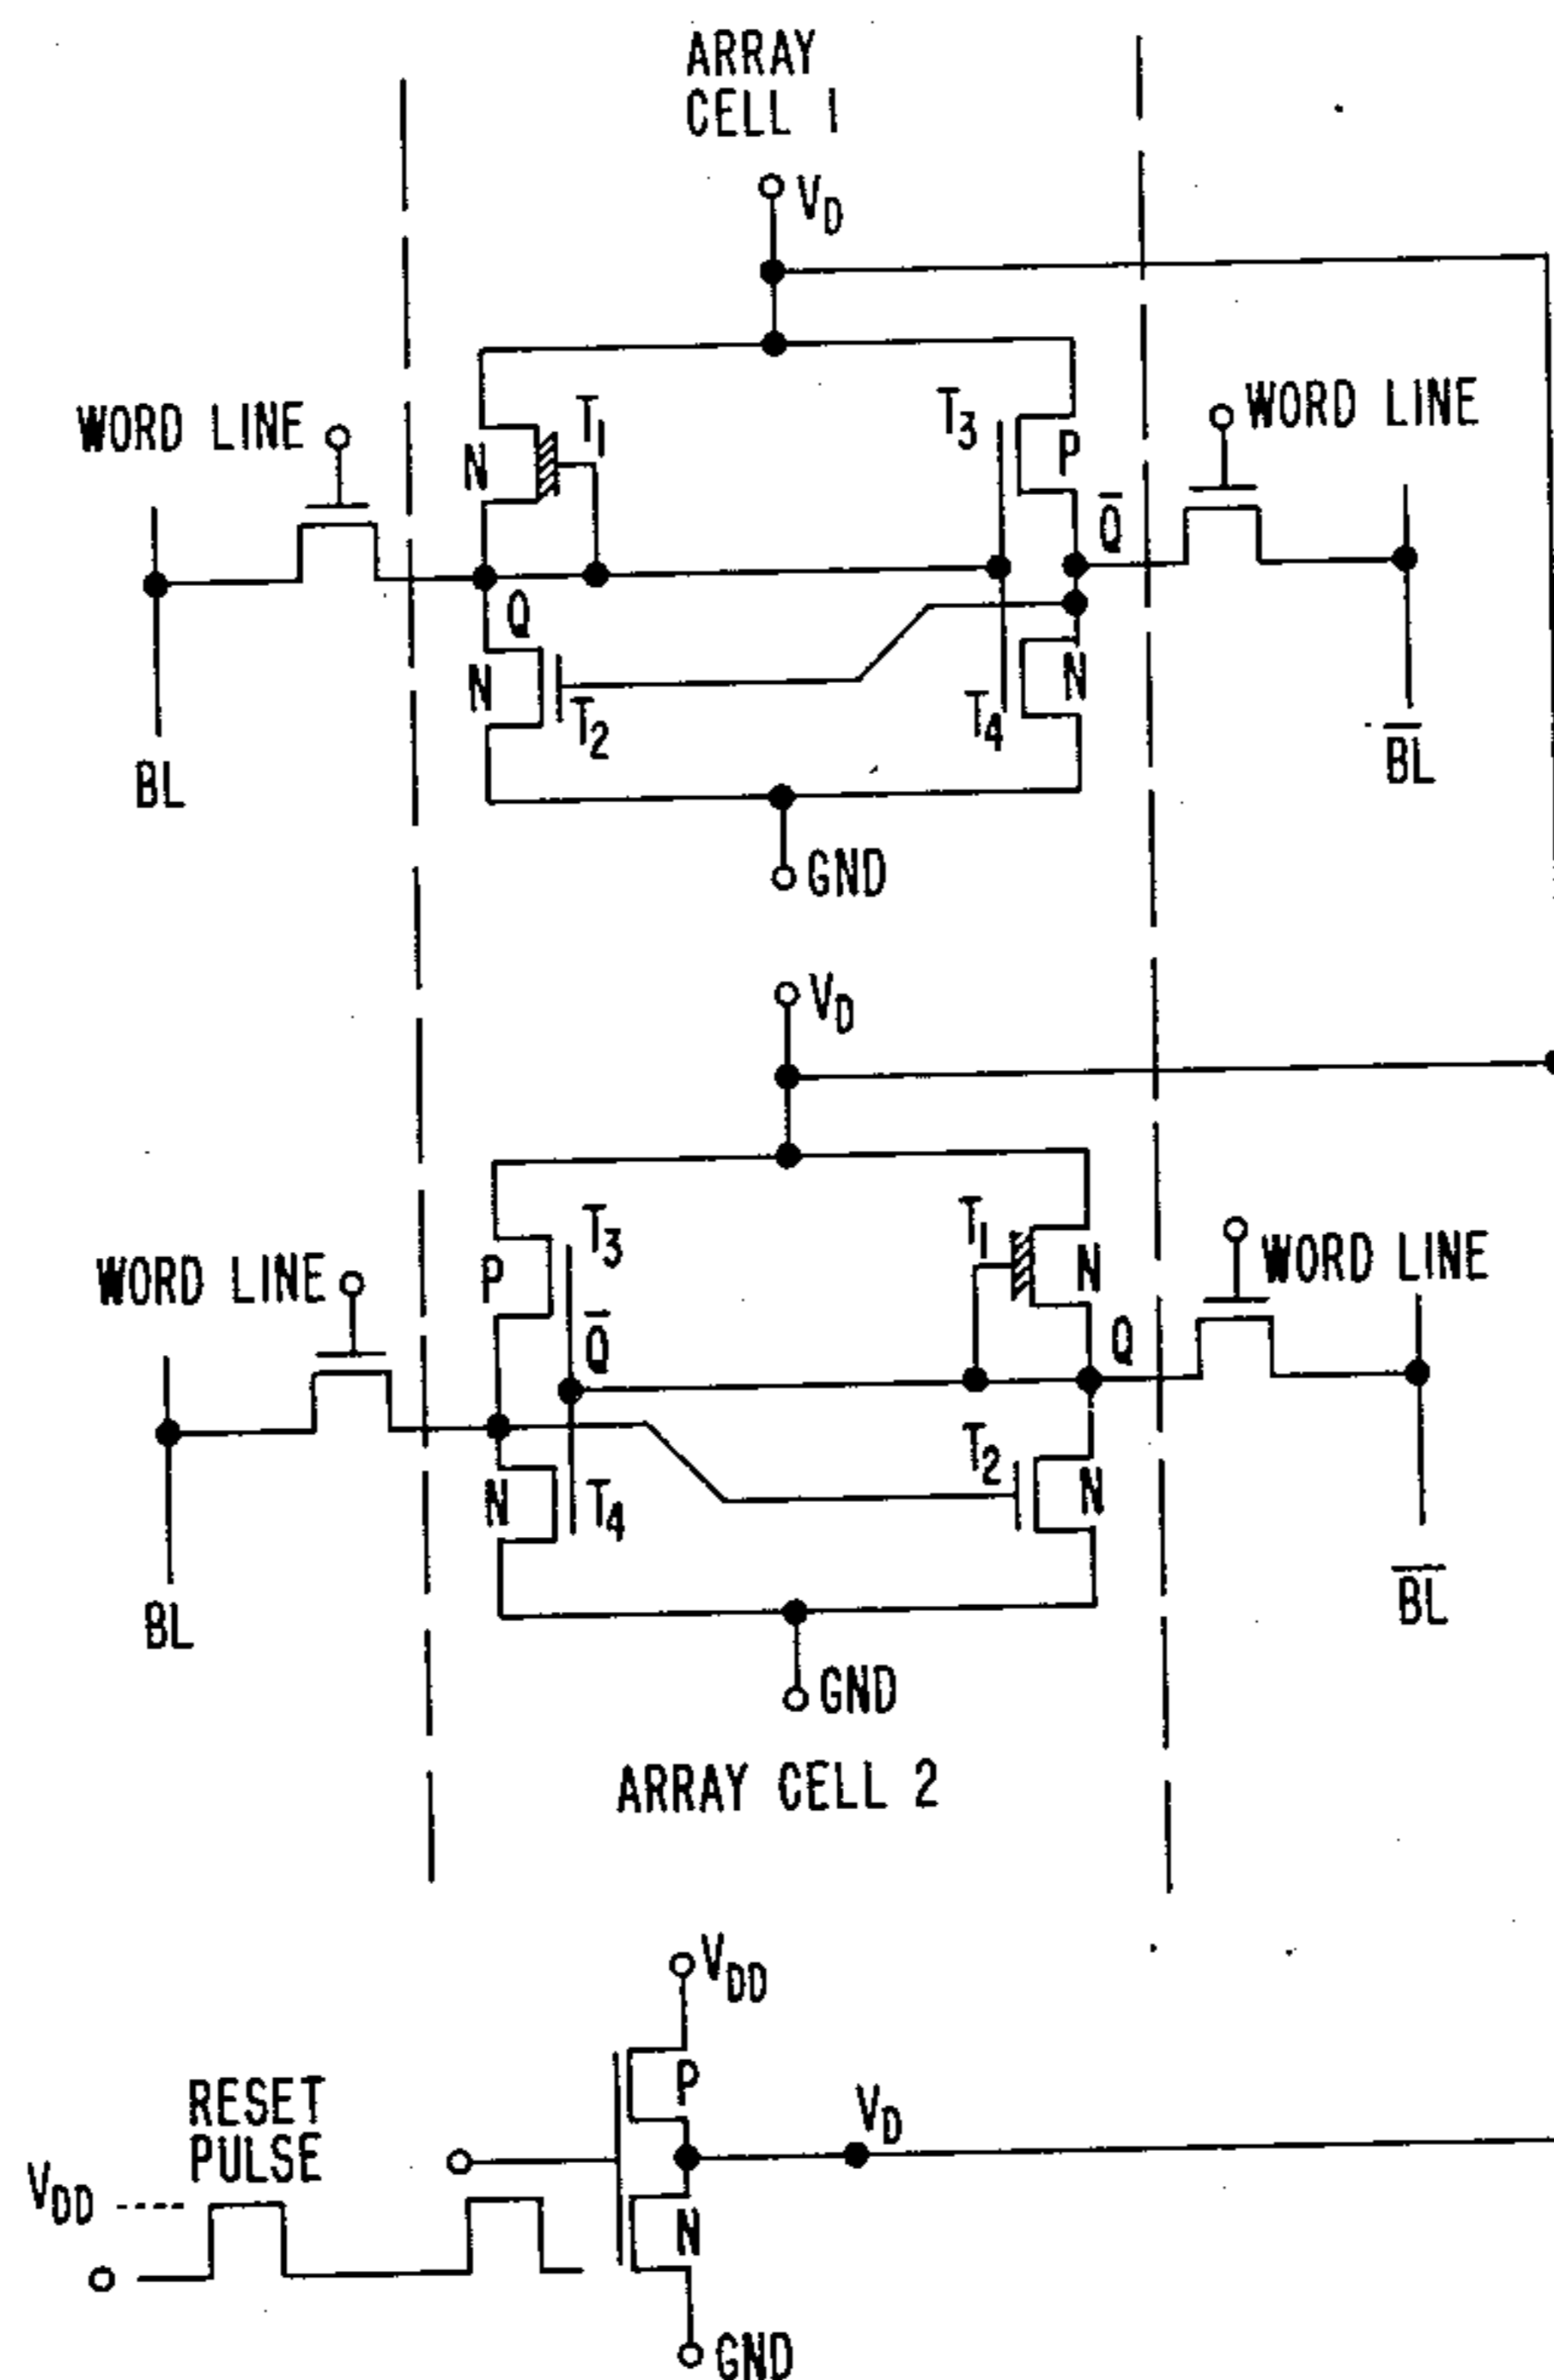 ARRAY
CELL 1
V_D
WORD LINE
N
T_1
T_3
P
WORD LINE
Q̅
Q
N
T_2
T_4
N
BL
B̅L̅
GND
V_D
WORD LINE
P
T_3
T_1
N
WORD LINE
Q̅
Q
N
T_4
T_2
N
BL
B̅L̅
GND
ARRAY CELL 2
V_DD
P
RESET
PULSE
V_D
V_DD
N
GND